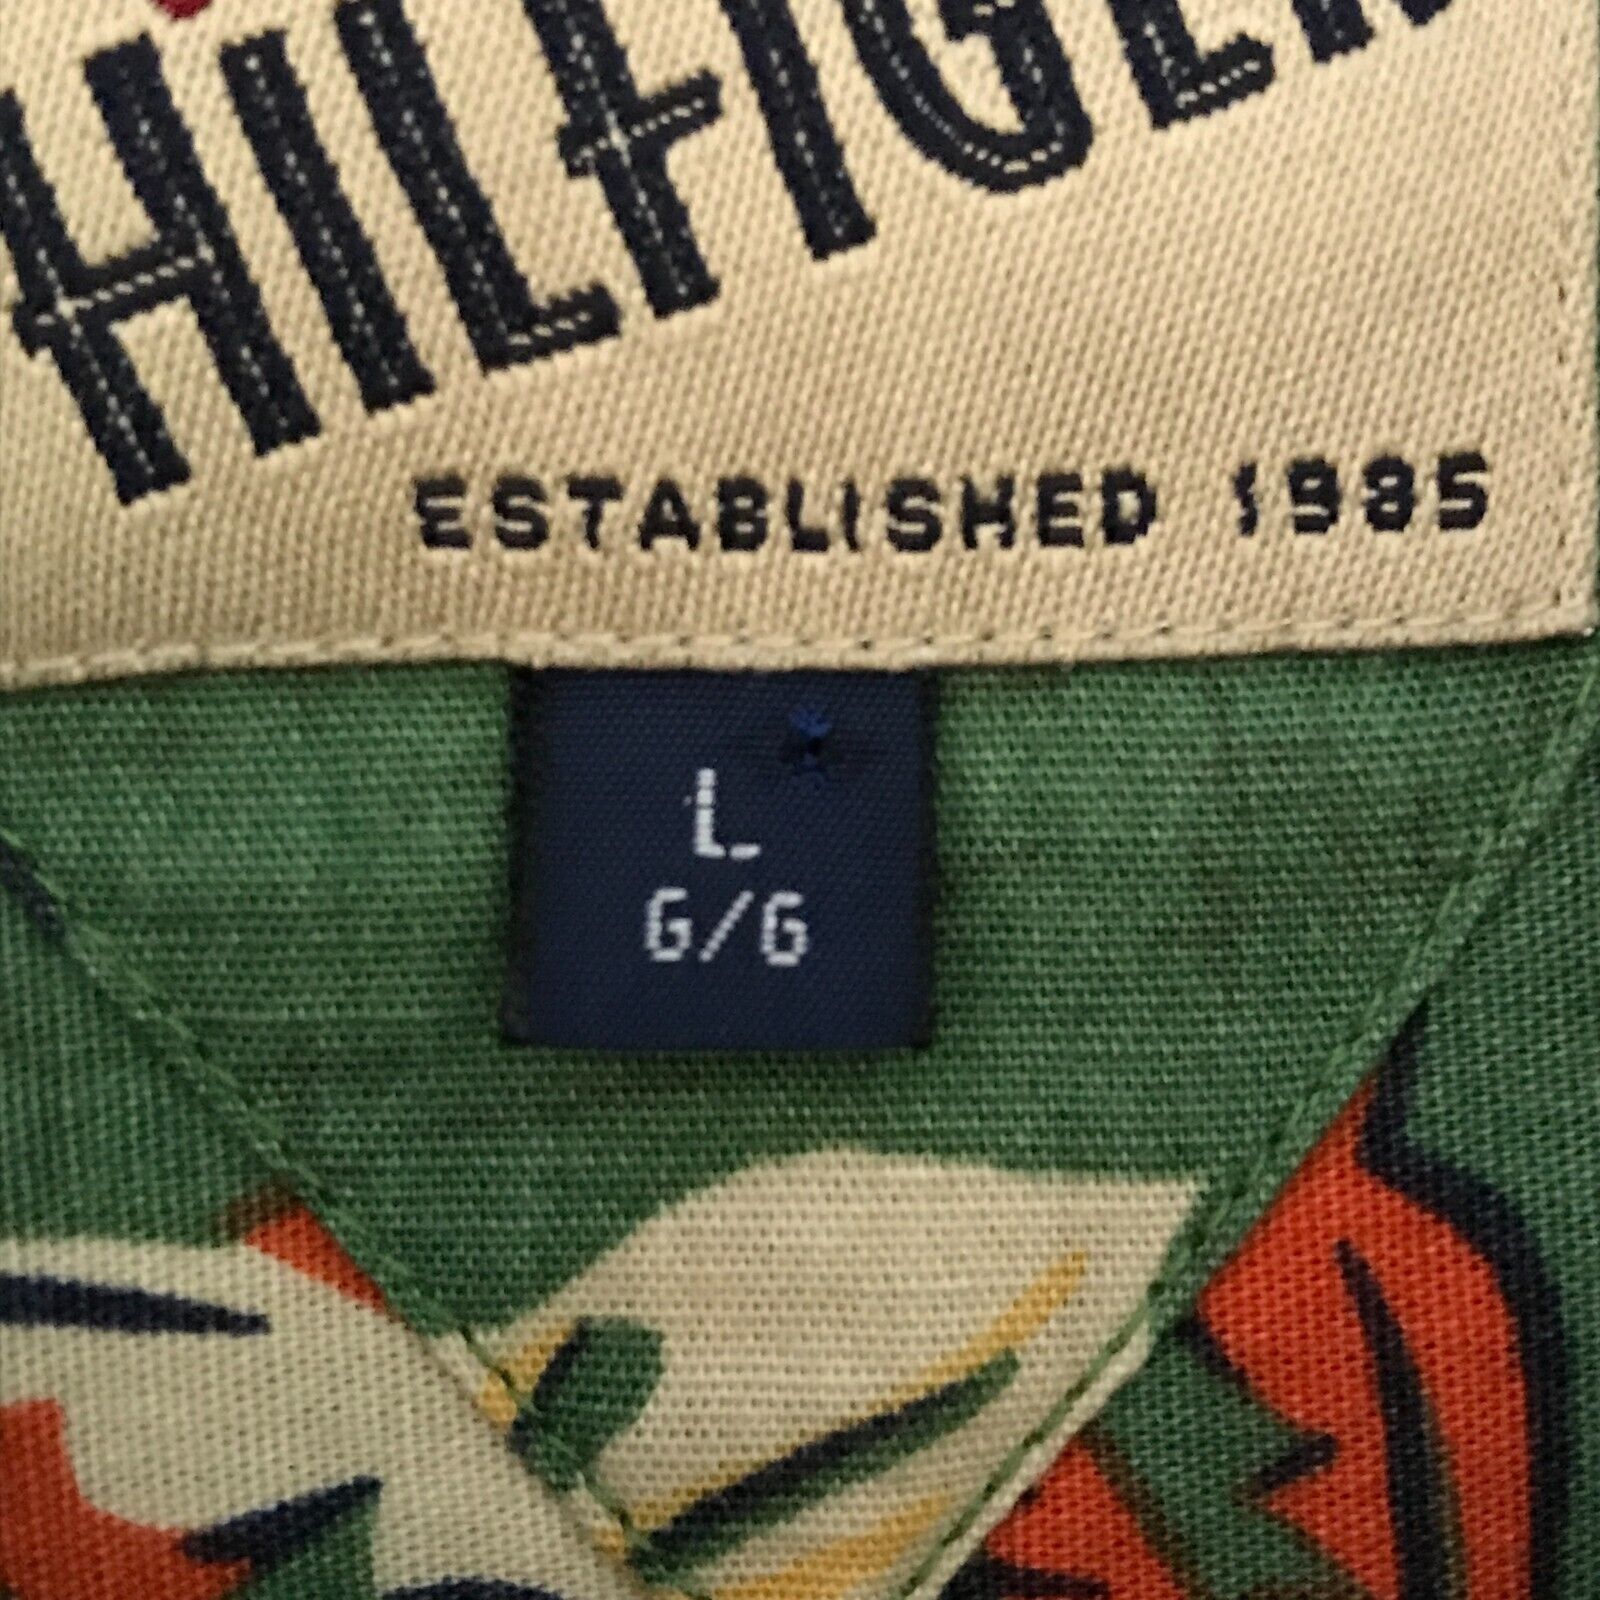 HILFIGER
ESTABLISHED 1985
L
G/G